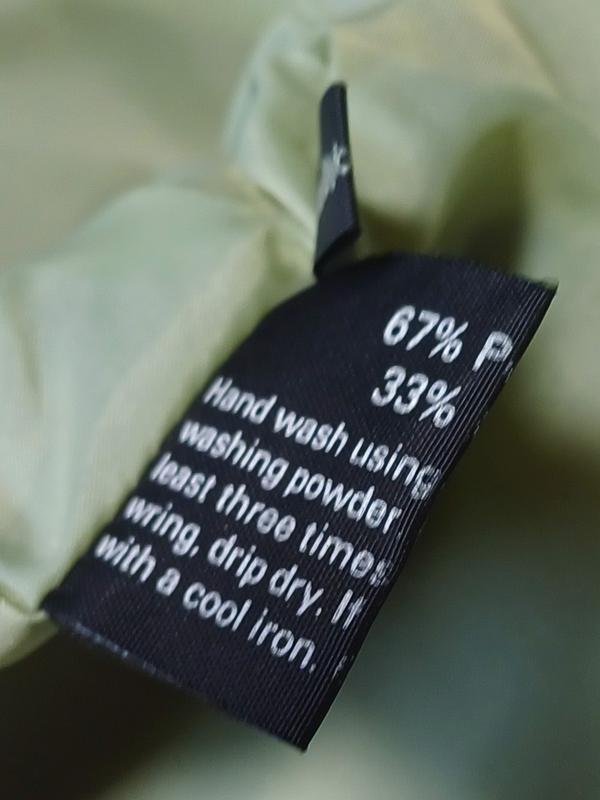 67% P
33%
Hand wash using
washing powder
least three times
wring, drip dry. If
with a cool iron.